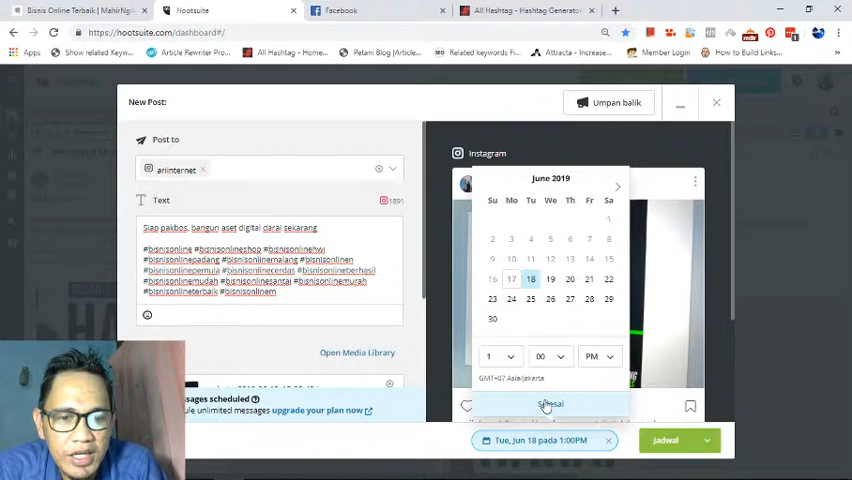 Bisnis Online Terbaik | MahirNgi
Hootsuite
Facebook
All Hashtag - Hashtag Generator
https://hootsuite.com/dashboard#/
Apps
Show related Keyw...
Article Rewriter Pro...
All Hashtag - Home...
Petani Blog |Article...
Related keywords fi...
Attracta - Increase...
Member Login
How to Build Links...
New Post:
Umpan balik
Post to
ariinternet
Text
1891
Siap pakbos, bangun aset digital darai sekarang
#bisnisonline #bisnisonlineshop #bisnisonlinehwi
#bisnisonlinepadang #bisnisonlinemalang #bisnisonlinen
#bisnisonlinepemula #bisnisonlinecerdas #bisnisonlineberhasil
#bisnisonlinemudah #bisnisonlinesantai #bisnisonlinemurah
#bisnisonlineterbaik #bisnisonlinem
Open Media Library
messages scheduled
ule unlimited messages upgrade your plan now
Instagram
June 2019
Su Mo Tu We Th Fr Sa
1
2 3 4 5 6 7 8
9 10 11 12 13 14 15
16 17 18 19 20 21 22
23 24 25 26 27 28 29
30
1 00 PM
GMT+07 Asia/Jakarta
Selesai
Tue, Jun 18 pada 1:00PM
Jadwal